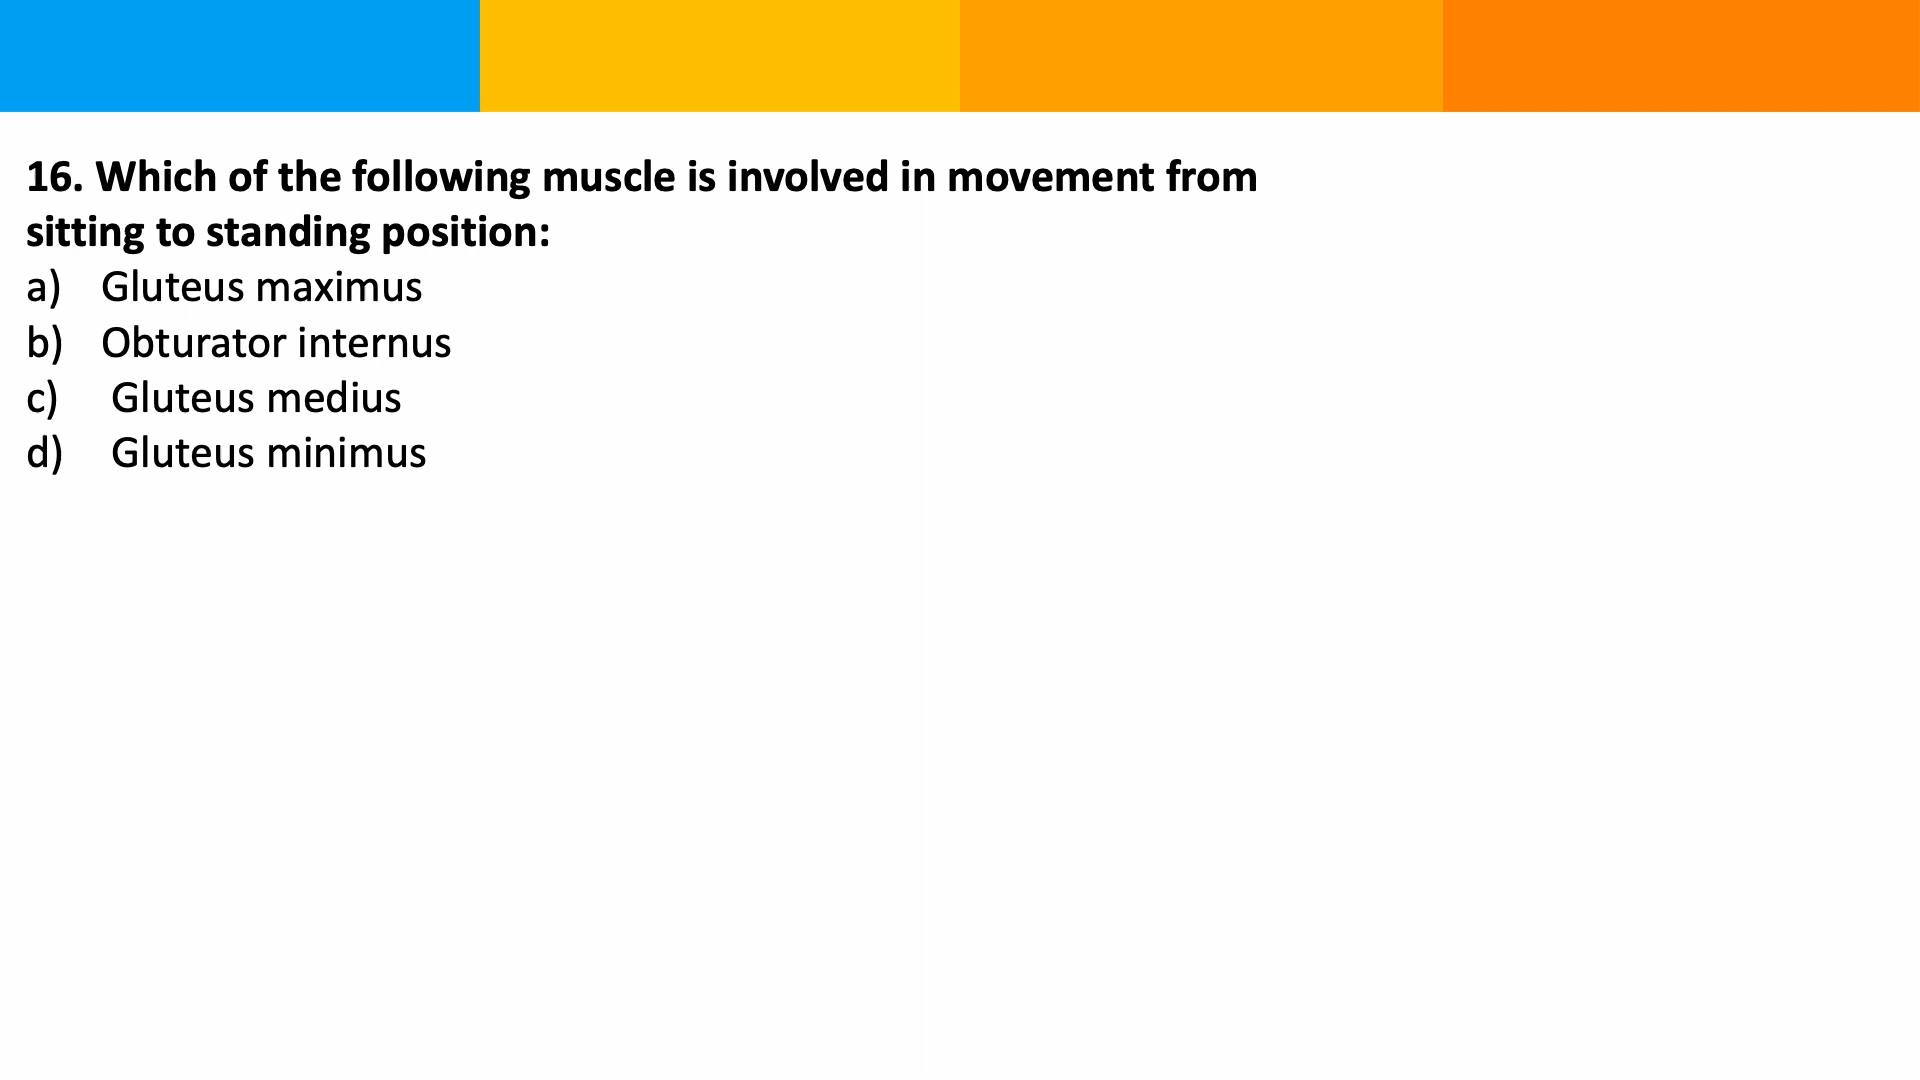 16. Which of the following muscle is involved in movement from
sitting to standing position:
a) Gluteus maximus
b) Obturator internus
c) Gluteus medius
d) Gluteus minimus